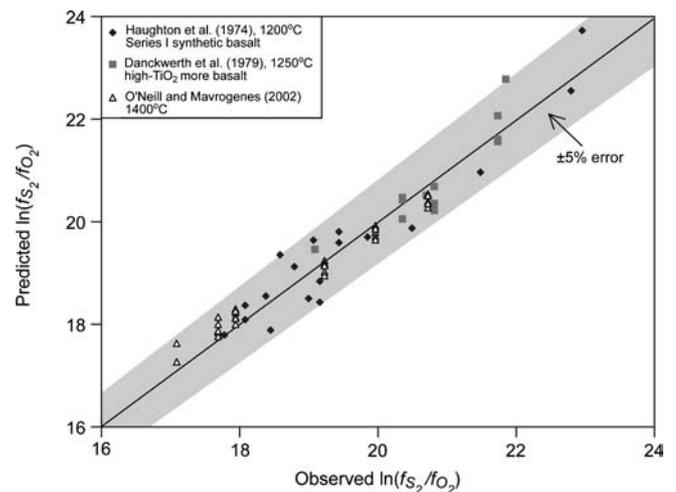 24
Haughton et al. (1974), 1200°C
Series I synthetic basalt
Danckwerth et al. (1979), 1250°C
high-TiO₂ more basalt
O'Neill and Mavrogenes (2002)
1400°C
22
±5% error
Predicted ln(fS₂/fO₂)
20
18
16
16
18
20
22
24
Observed ln(fS₂/fO₂)